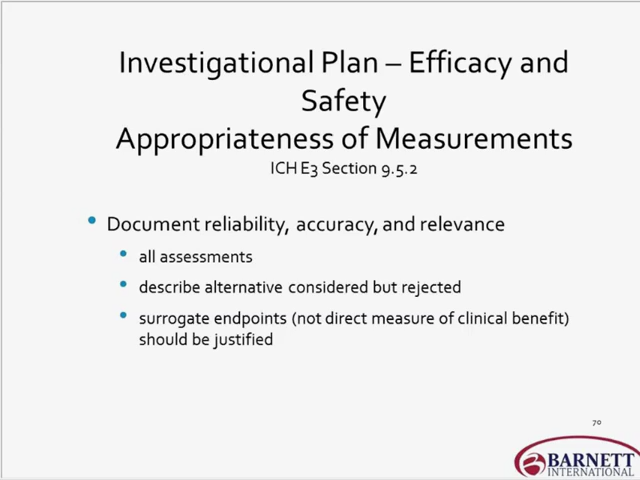 Investigational Plan – Efficacy and
Safety
Appropriateness of Measurements
ICH E3 Section 9.5.2
• Document reliability, accuracy, and relevance
• all assessments
• describe alternative considered but rejected
• surrogate endpoints (not direct measure of clinical benefit)
should be justified
70
BARNETT
INTERNATIONAL